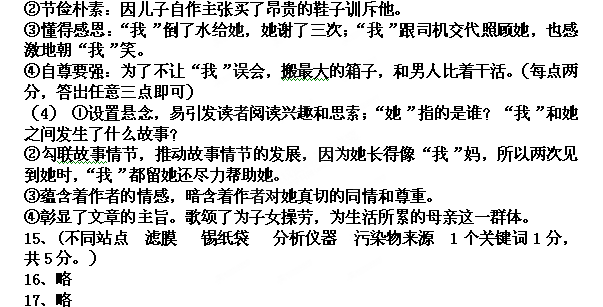 ②节俭朴素：因儿子自作主张买了昂贵的鞋子训斥他。
③懂得感恩：“我”倒了水给她，她谢了三次；“我”跟司机交代照顾她，她感
激地朝“我”笑。
④自尊要强：为了不让“我”误会，搬最大的箱子，和男人比着干活。（每点两
分，答出任意三点即可）
（4） ①设置悬念，易引发读者阅读兴趣和思索；“她”指的是谁？ “我”和她
之间发生了什么故事？
②勾联故事情节，推动故事情节的发展，因为她长得像“我”妈，所以两次见
到她时，“我”都留她还尽力帮助她。
③蕴含着作者的情感，暗含着作者对她真切的同情和尊重。
④彰显了文章的主旨。歌颂了为子女操劳，为生活所累的母亲这一群体。
15、（不同站点 滤膜 锡纸袋 分析仪器 污染物来源 1个关键词1分，
共5分。）
16、略
17、略